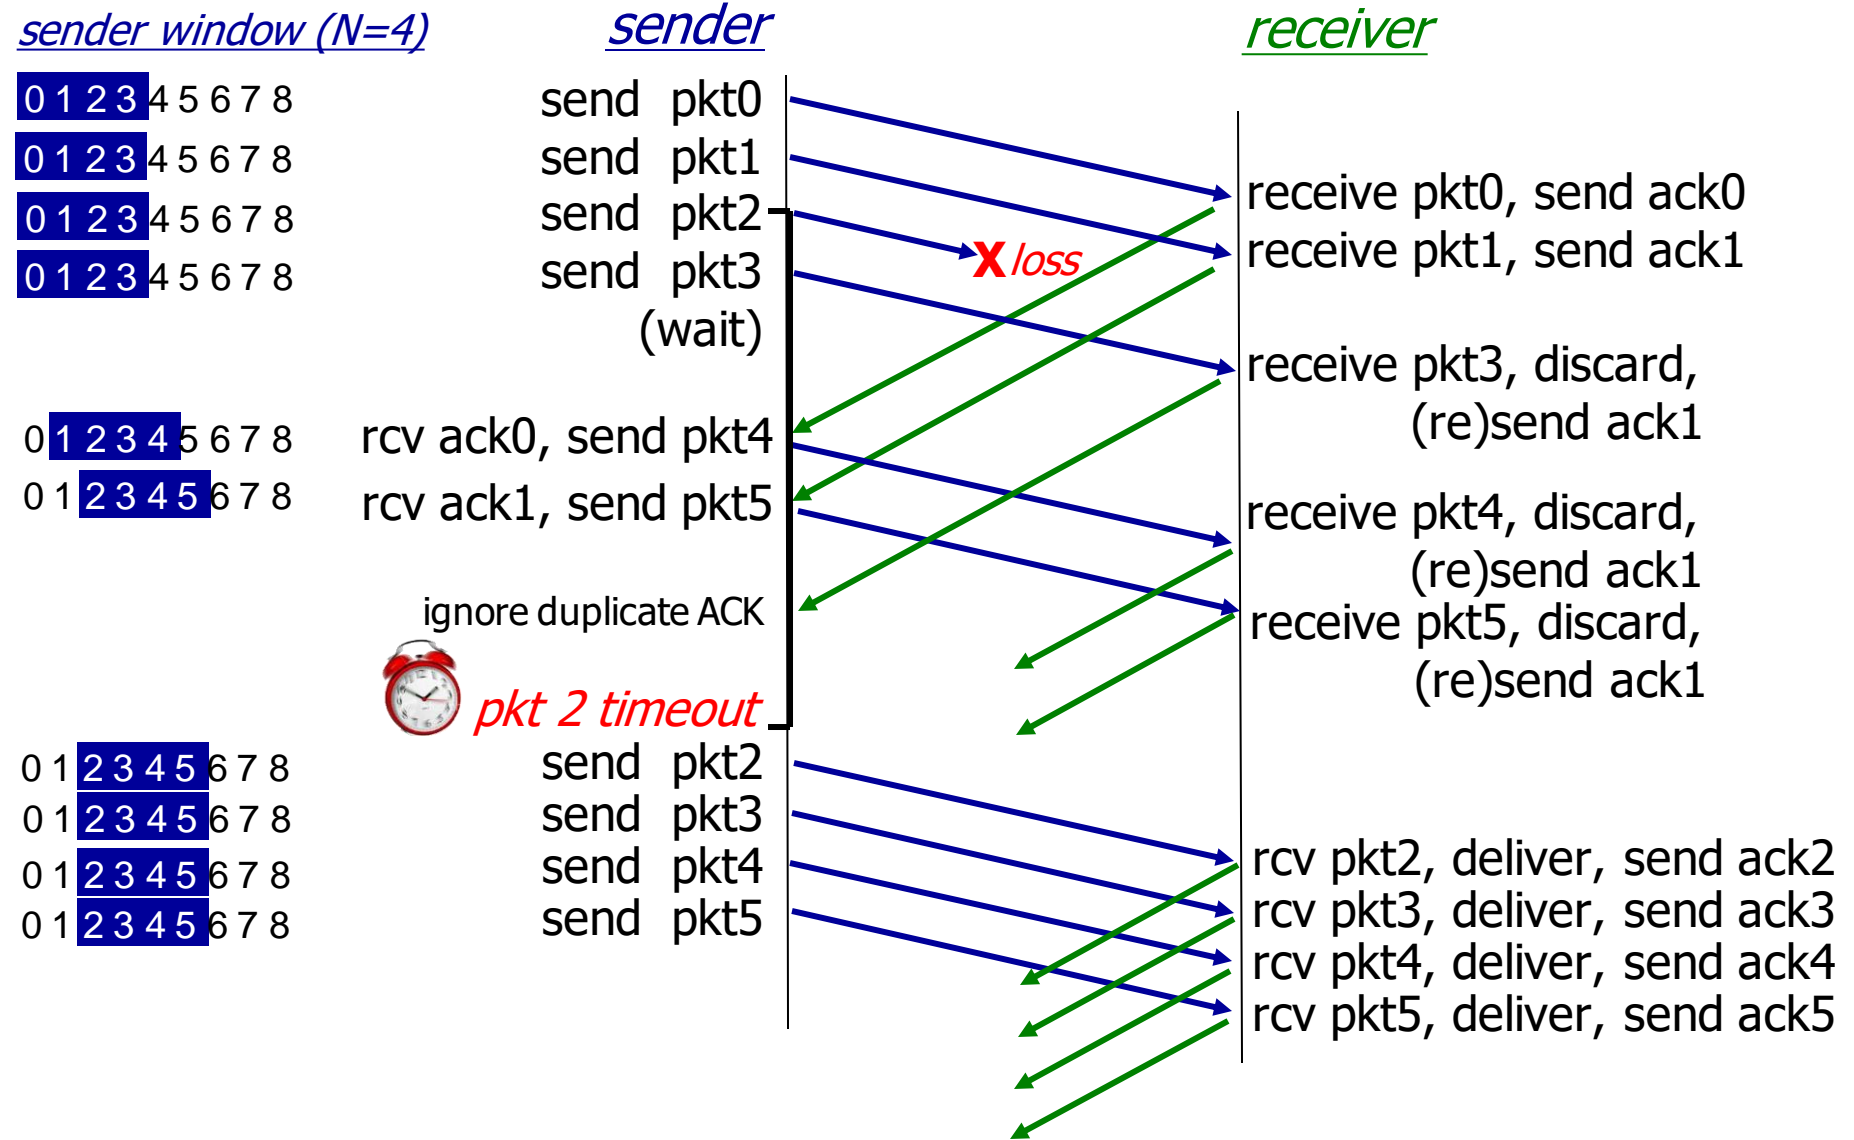 sender window (N=4) sender receiver
0 1 2 3 4 5 6 7 8 send pkt0
0 1 2 3 4 5 6 7 8 send pkt1
receive pkt0, send ack0
0 1 2 3 4 5 6 7 8 send pkt2
receive pkt1, send ack1
X loss
0 1 2 3 4 5 6 7 8 send pkt3
(wait)
receive pkt3, discard,
(re)send ack1
0 1 2 3 4 5 6 7 8 rcv ack0, send pkt4
0 1 2 3 4 5 6 7 8 rcv ack1, send pkt5
receive pkt4, discard,
(re)send ack1
ignore duplicate ACK
receive pkt5, discard,
(re)send ack1
pkt 2 timeout
0 1 2 3 4 5 6 7 8 send pkt2
0 1 2 3 4 5 6 7 8 send pkt3
0 1 2 3 4 5 6 7 8 send pkt4
0 1 2 3 4 5 6 7 8 send pkt5
rcv pkt2, deliver, send ack2
rcv pkt3, deliver, send ack3
rcv pkt4, deliver, send ack4
rcv pkt5, deliver, send ack5